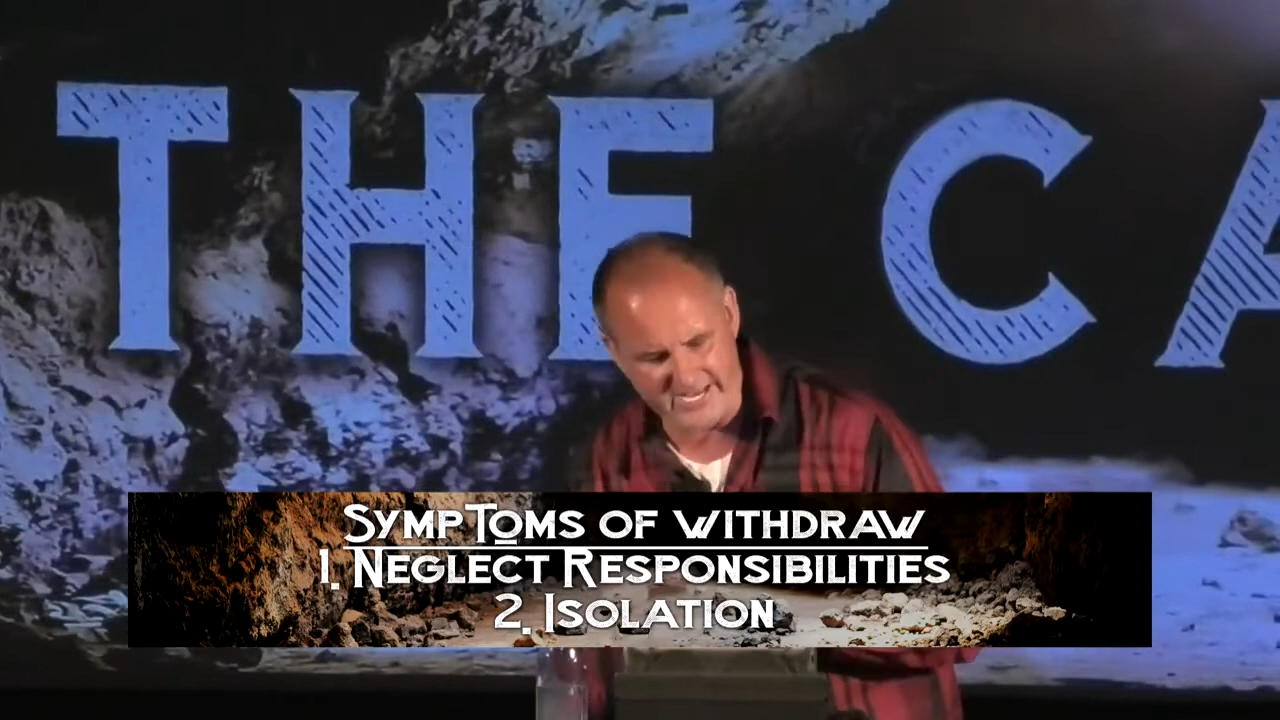 THE CA
SYMPTOMS OF WITHDRAW
1. NEGLECT RESPONSIBILITIES
2. ISOLATION